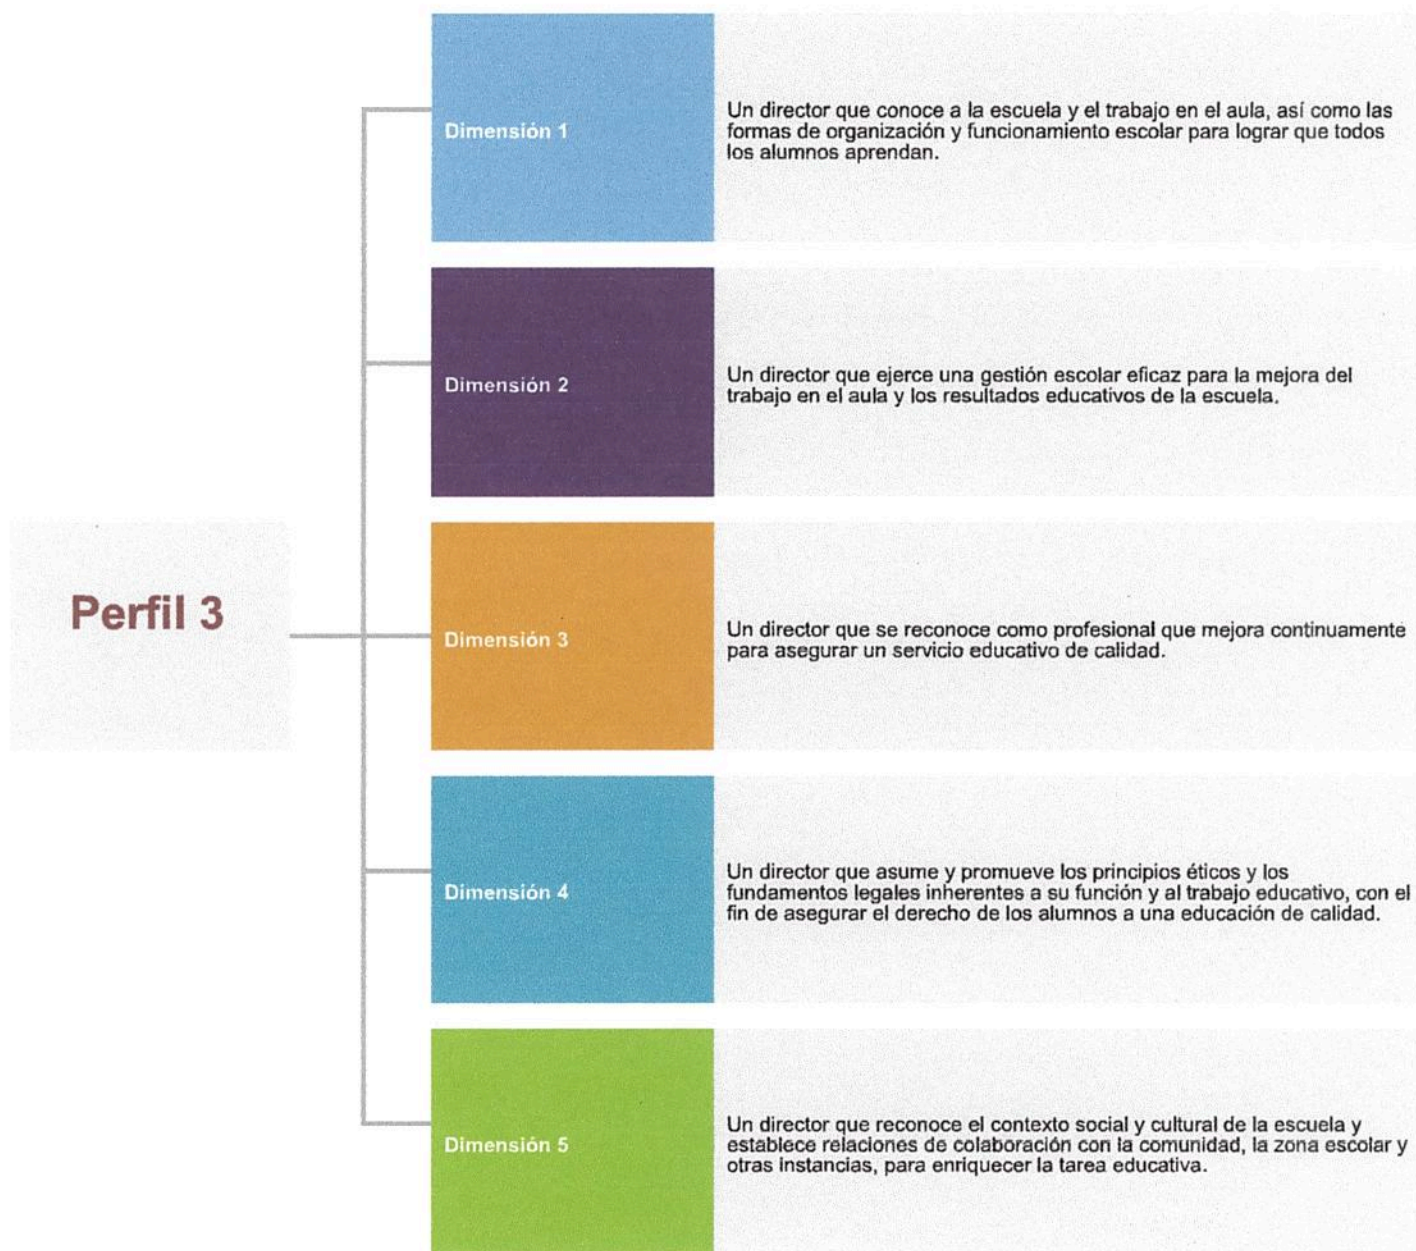 Dimensión 1
Un director que conoce a la escuela y el trabajo en el aula, así como las
formas de organización y funcionamiento escolar para lograr que todos
los alumnos aprendan.
Dimensión 2
Un director que ejerce una gestión escolar eficaz para la mejora del
trabajo en el aula y los resultados educativos de la escuela.
Perfil 3
Dimensión 3
Un director que se reconoce como profesional que mejora continuamente
para asegurar un servicio educativo de calidad.
Dimensión 4
Un director que asume y promueve los principios éticos y los
fundamentos legales inherentes a su función y al trabajo educativo, con el
fin de asegurar el derecho de los alumnos a una educación de calidad.
Dimensión 5
Un director que reconoce el contexto social y cultural de la escuela y
establece relaciones de colaboración con la comunidad, la zona escolar y
otras instancias, para enriquecer la tarea educativa.